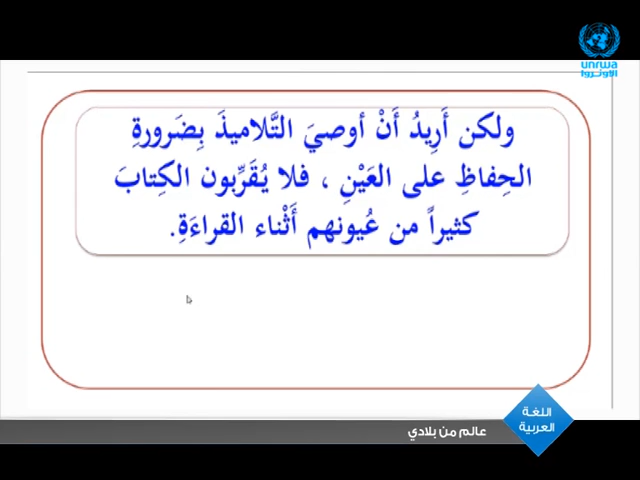 unrwa
الأونروا
ولكن أَرِيدُ أَنْ أوصيَ التَّلاميذَ بِضَرورةِ
الحِفاظِ على العَيْنِ ، فلا يُقَرِّبون الكِتابَ
كثيراً من عُيونهم أَثْناء القراءَةِ.
اللغة
العربية
عالم من بلادي